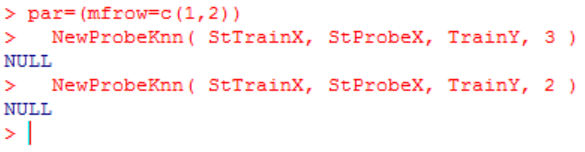 > par=(mfrow=c(1,2))
>   NewProbeKnn( StTrainX, StProbeX, TrainY, 3 )
NULL
>   NewProbeKnn( StTrainX, StProbeX, TrainY, 2 )
NULL
>